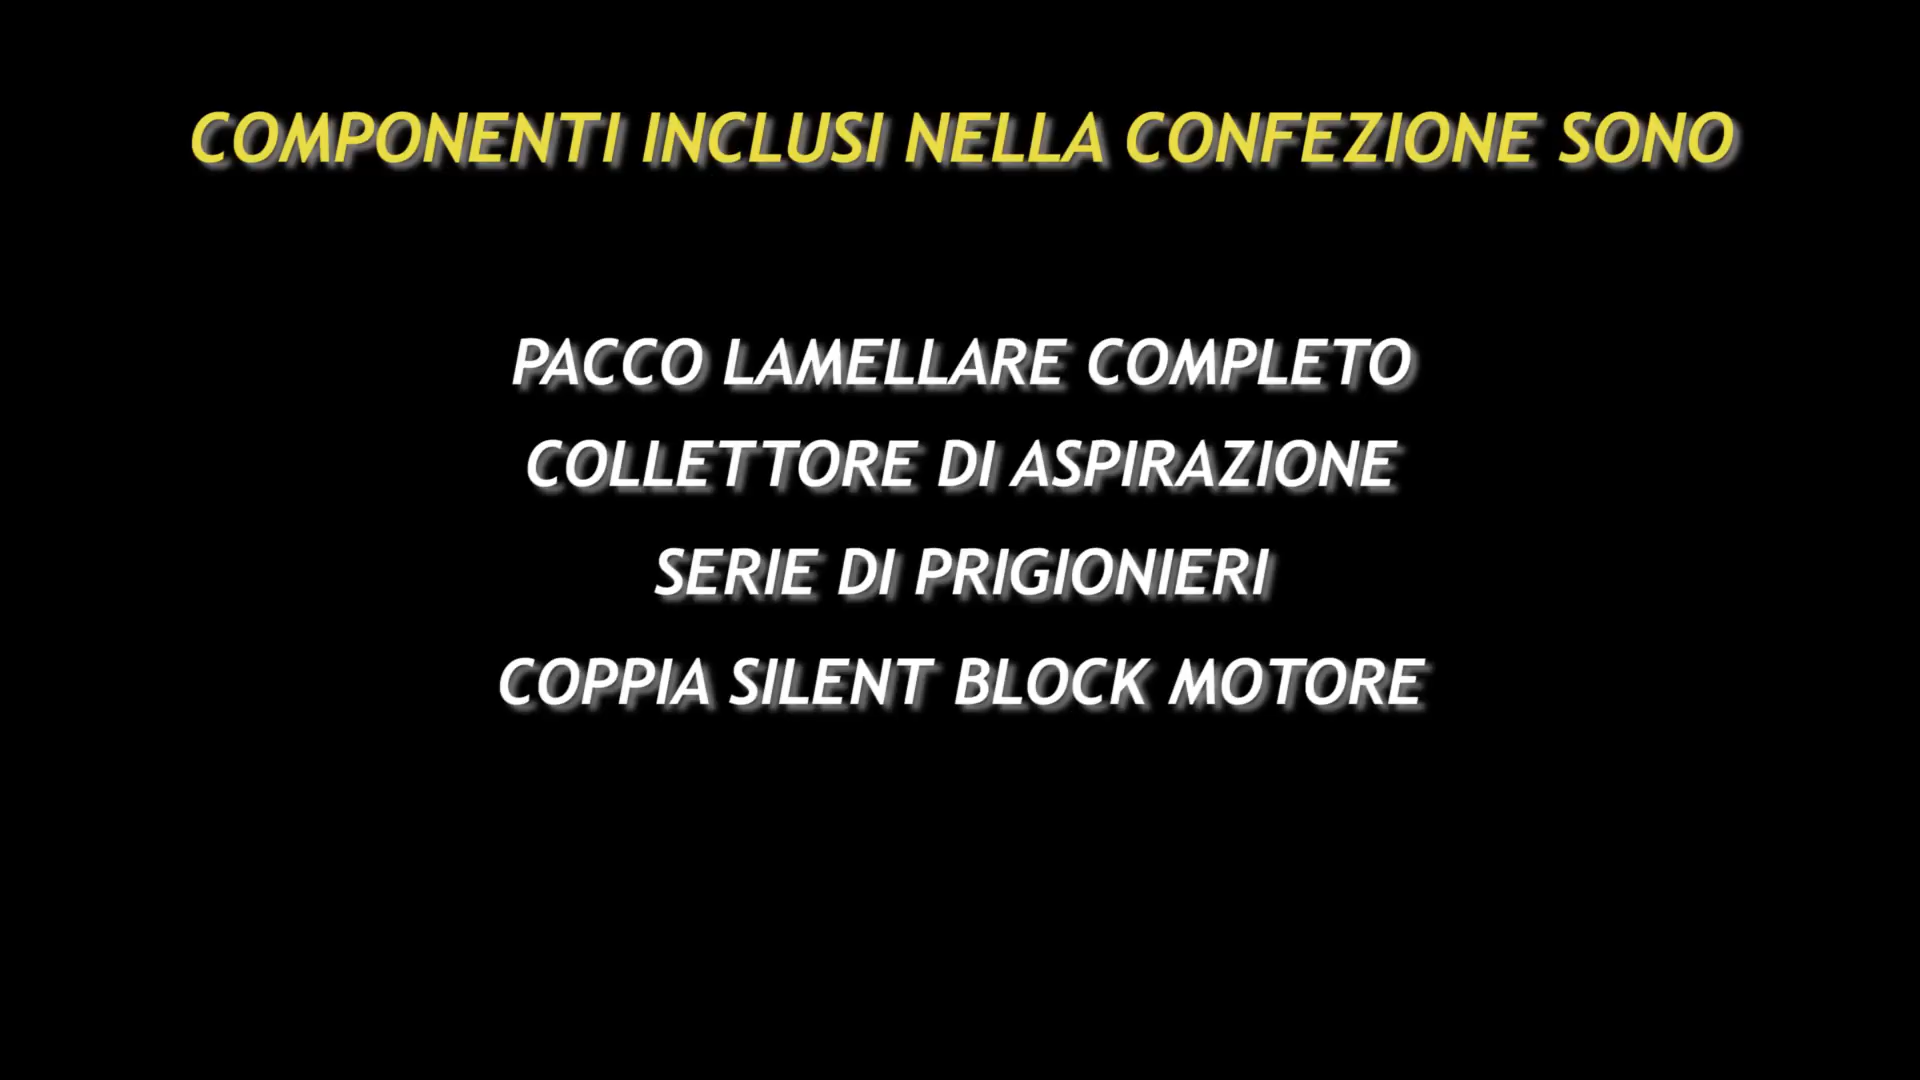 COMPONENTI INCLUSI NELLA CONFEZIONE SONO
PACCO LAMELLARE COMPLETO
COLLETTORE DI ASPIRAZIONE
SERIE DI PRIGIONIERI
COPPIA SILENT BLOCK MOTORE